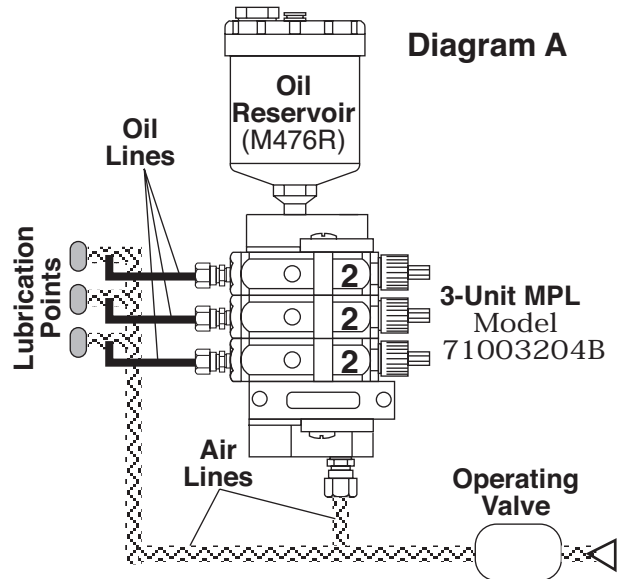 Diagram A
Oil
Reservoir
(M476R)
Oil
Lines
Lubrication
Points
2
2
2
3-Unit MPL
Model
71003204B
Air
Lines
Operating
Valve